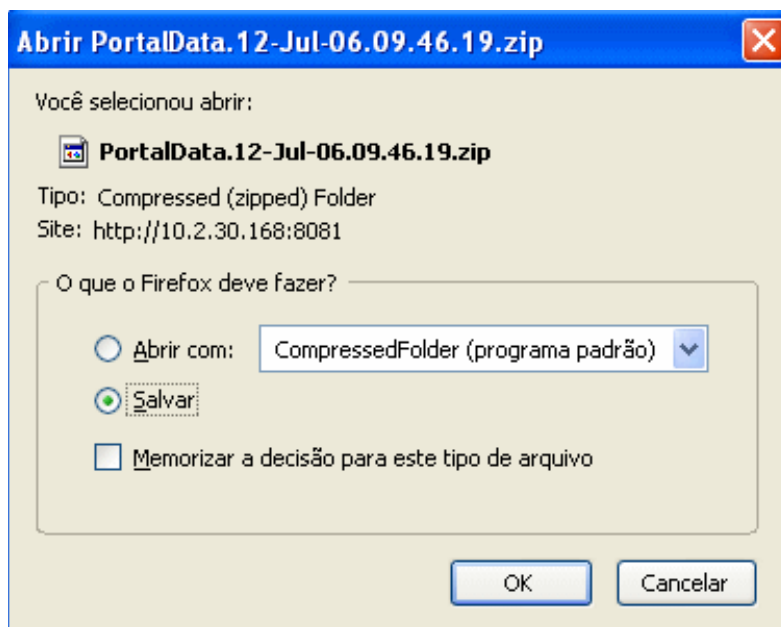 Abrir PortalData.12-Jul-06.09.46.19.zip
Você selecionou abrir:
PortalData.12-Jul-06.09.46.19.zip
Tipo: Compressed (zipped) Folder
Site: http://10.2.30.168:8081
O que o Firefox deve fazer?
Abrir com: CompressedFolder (programa padrão)
Salvar
Memorizar a decisão para este tipo de arquivo
OK Cancelar